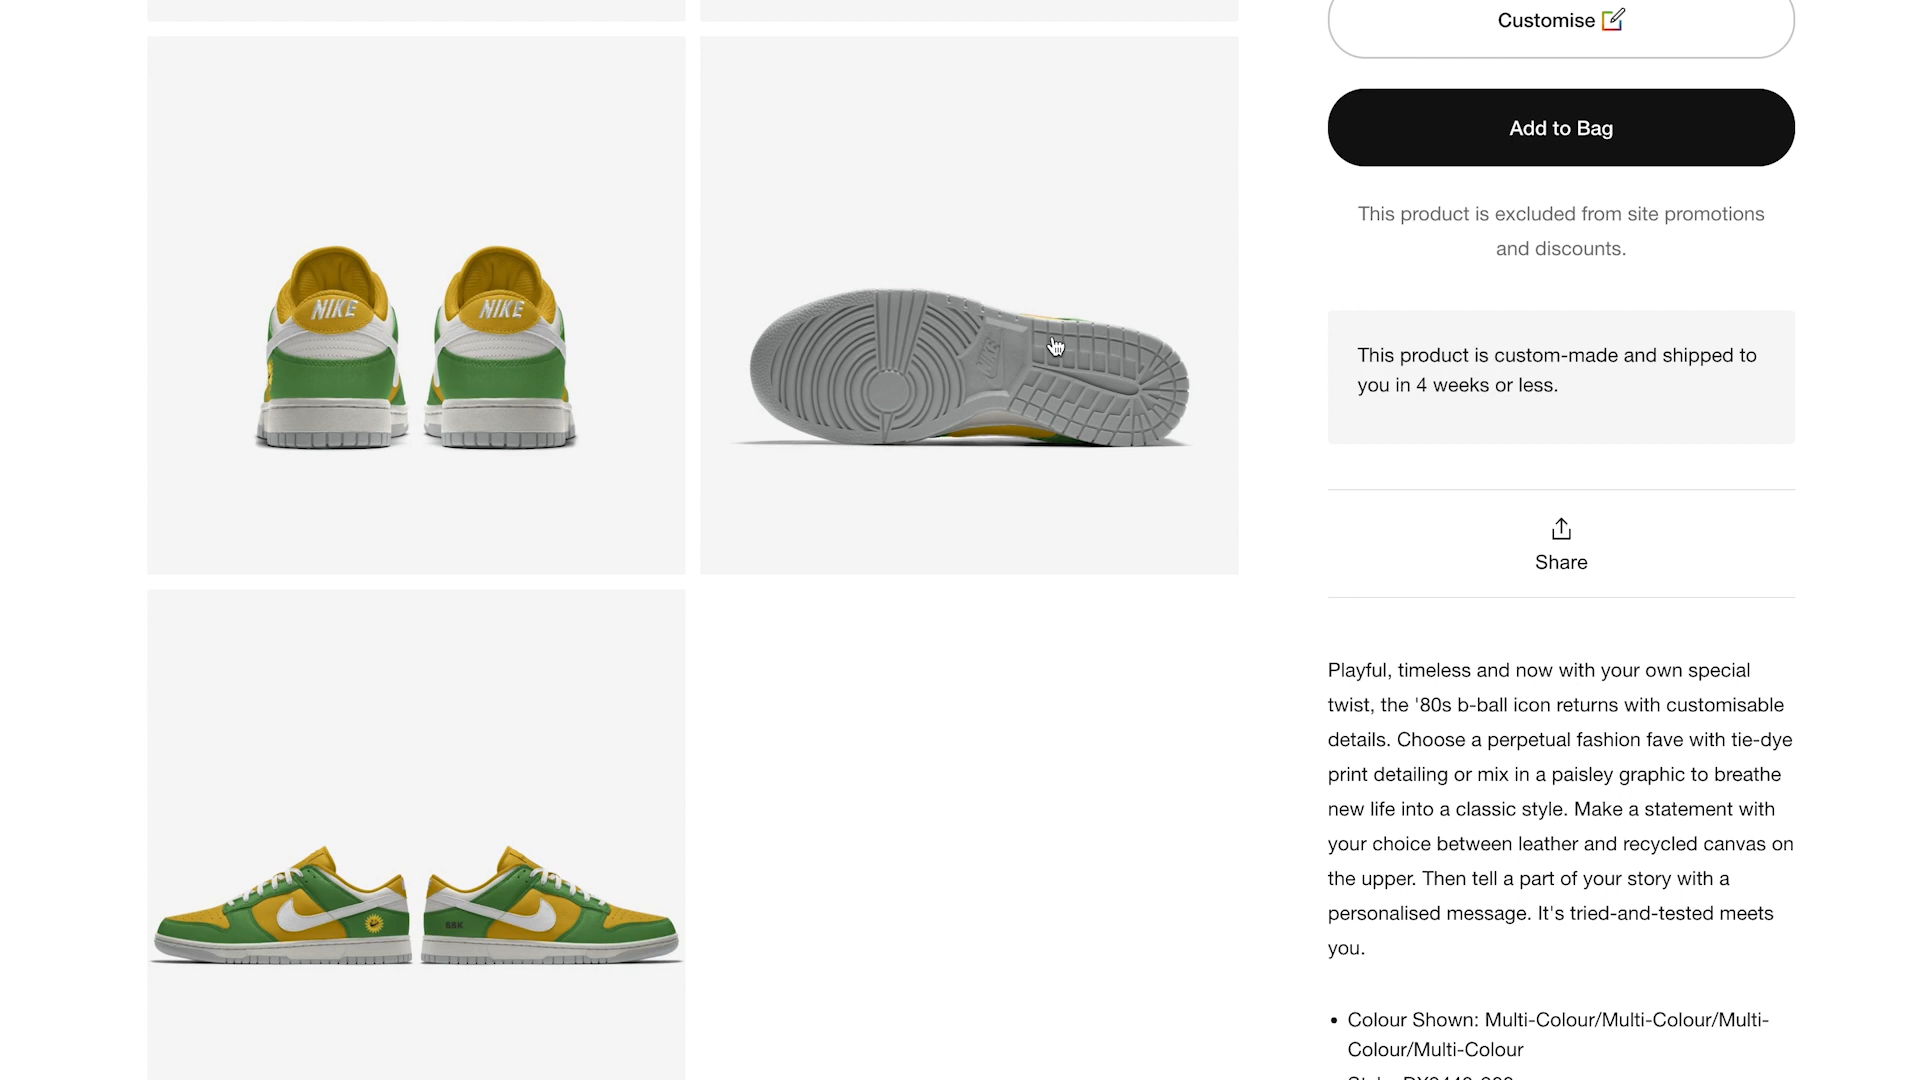 Customise
Add to Bag
This product is excluded from site promotions
and discounts.
NIKE
NIKE
This product is custom-made and shipped to
you in 4 weeks or less.
Share
Playful, timeless and now with your own special
twist, the '80s b-ball icon returns with customisable
details. Choose a perpetual fashion fave with tie-dye
print detailing or mix in a paisley graphic to breathe
new life into a classic style. Make a statement with
your choice between leather and recycled canvas on
the upper. Then tell a part of your story with a
personalised message. It's tried-and-tested meets
you.
• Colour Shown: Multi-Colour/Multi-Colour/Multi-
Colour/Multi-Colour